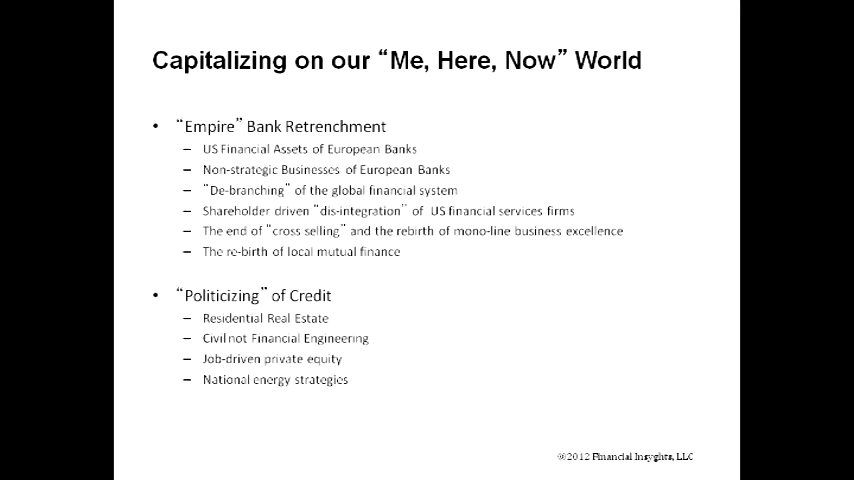 Capitalizing on our “Me, Here, Now” World
• “Empire” Bank Retrenchment
– US Financial Assets of European Banks
– Non-strategic Businesses of European Banks
– “De-branching” of the global financial system
– Shareholder driven “dis-integration” of US financial services firms
– The end of “cross selling” and the rebirth of mono-line business excellence
– The re-birth of local mutual finance
• “Politicizing” of Credit
– Residential Real Estate
– Civil not Financial Engineering
– Job-driven private equity
– National energy strategies
©2012 Financial Insyghts, LLC